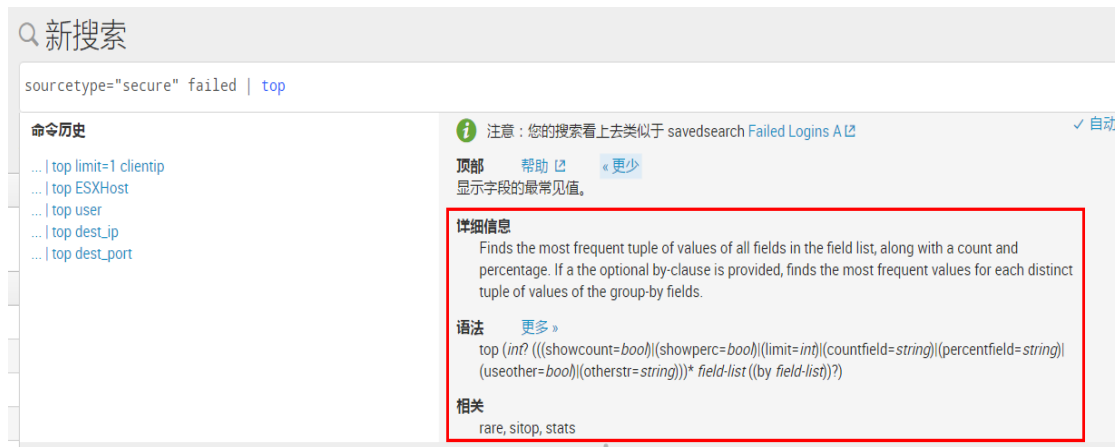 新搜索
sourcetype="secure" failed | top
命令历史
... | top limit=1 clientip
... | top ESXHost
... | top user
... | top dest_ip
... | top dest_port
注意：您的搜索看上去类似于 savedsearch Failed Logins A
✓ 自动
顶部 帮助 « 更少
显示字段的最常见值。
详细信息
Finds the most frequent tuple of values of all fields in the field list, along with a count and
percentage. If a the optional by-clause is provided, finds the most frequent values for each distinct
tuple of values of the group-by fields.
语法 更多 »
top (int? (((showcount=bool)|(showperc=bool)|(limit=int)|(countfield=string)|(percentfield=string)|
(useother=bool)|(otherstr=string)))* field-list ((by field-list))?)
相关
rare, sitop, stats